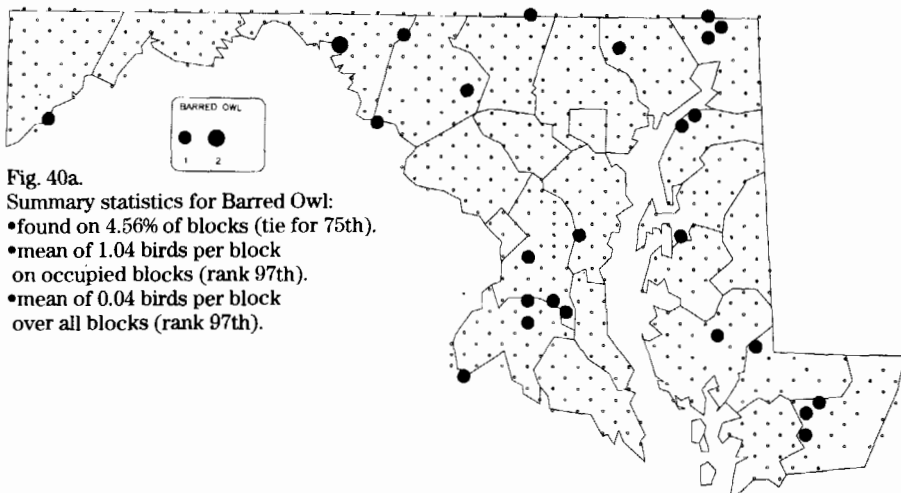 BARRED OWL
1 2
Fig. 40a.
Summary statistics for Barred Owl:
•found on 4.56% of blocks (tie for 75th).
•mean of 1.04 birds per block
on occupied blocks (rank 97th).
•mean of 0.04 birds per block
over all blocks (rank 97th).